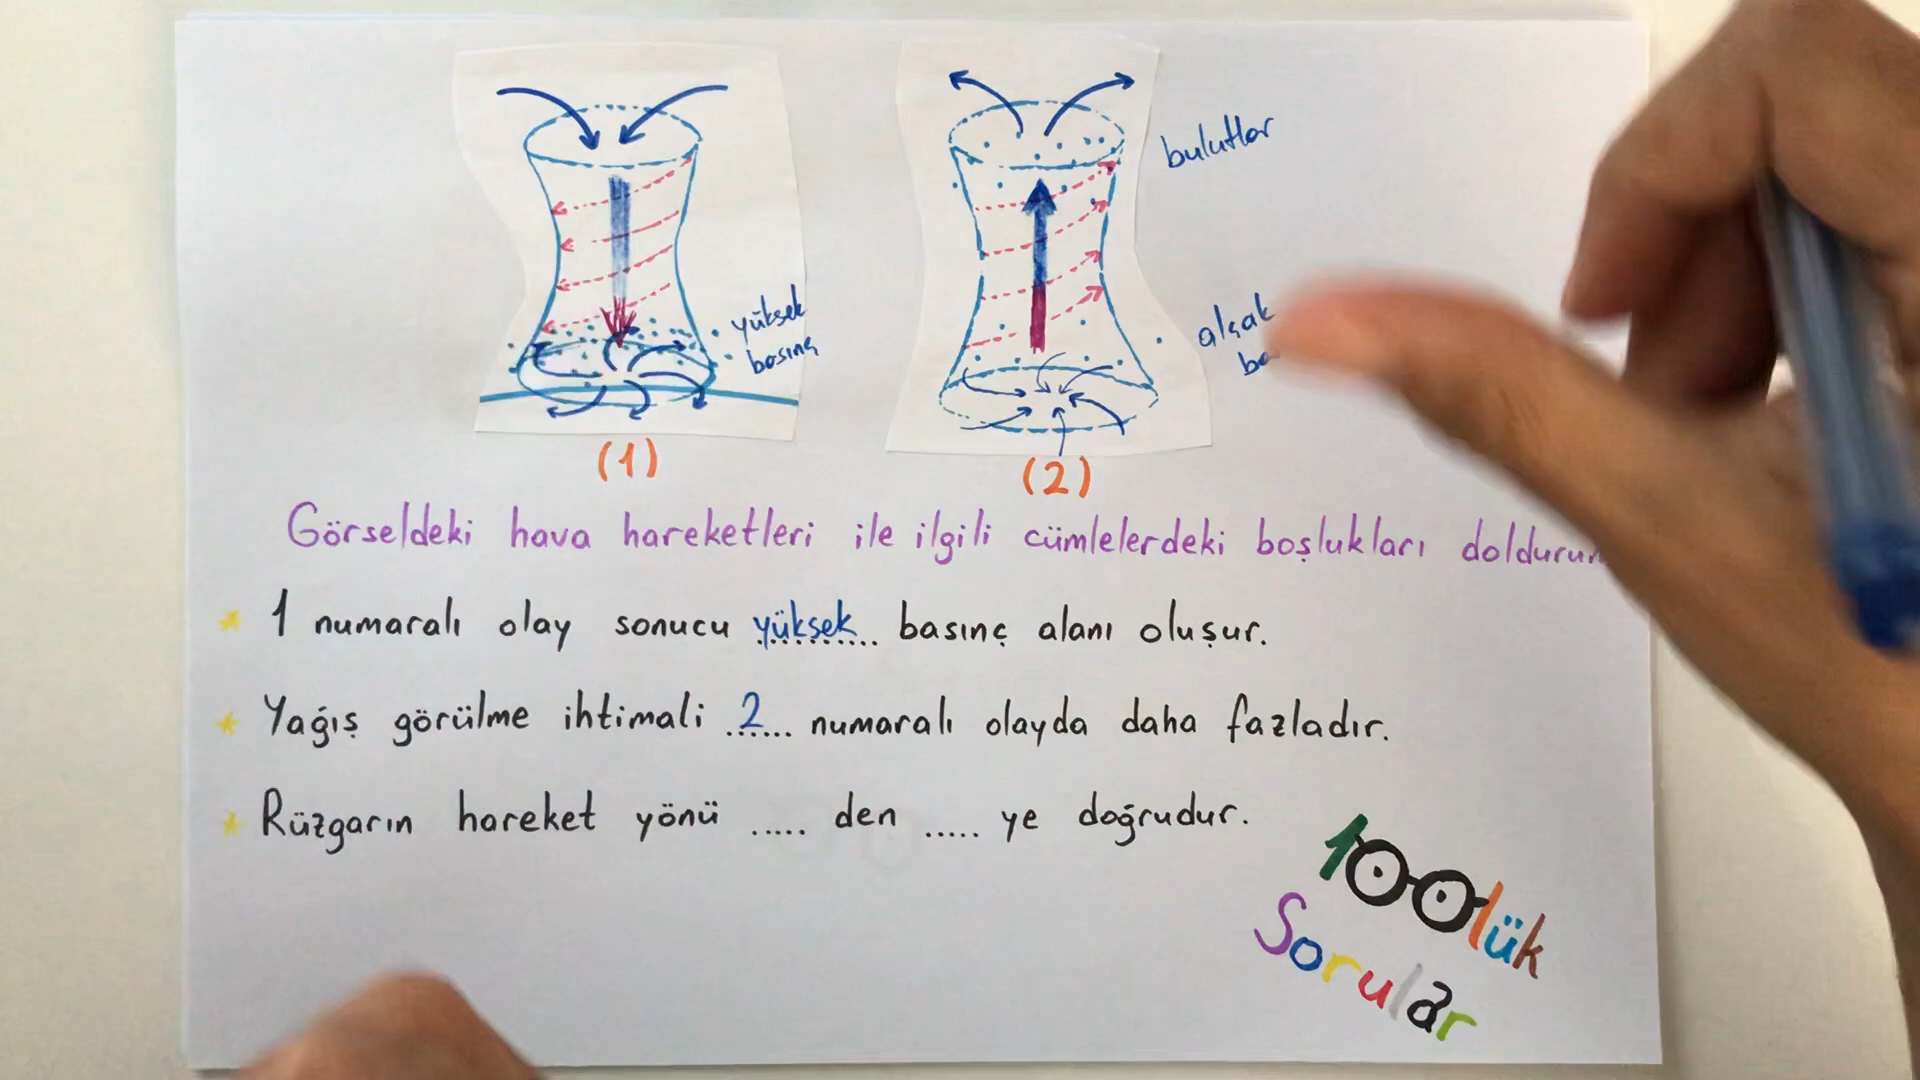 bulutlar
yüksek
basınç
alçak
(1)
(2)
Görseldeki hava hareketleri ile ilgili cümlelerdeki boşlukları
* 1 numaralı olay sonucu yüksek basınç alanı oluşur.
* Yağış görülme ihtimali 2 numaralı olayda daha fazladır.
* Rüzgarın hareket yönü ..... den ..... ye doğrudur.
100lük
Sorular